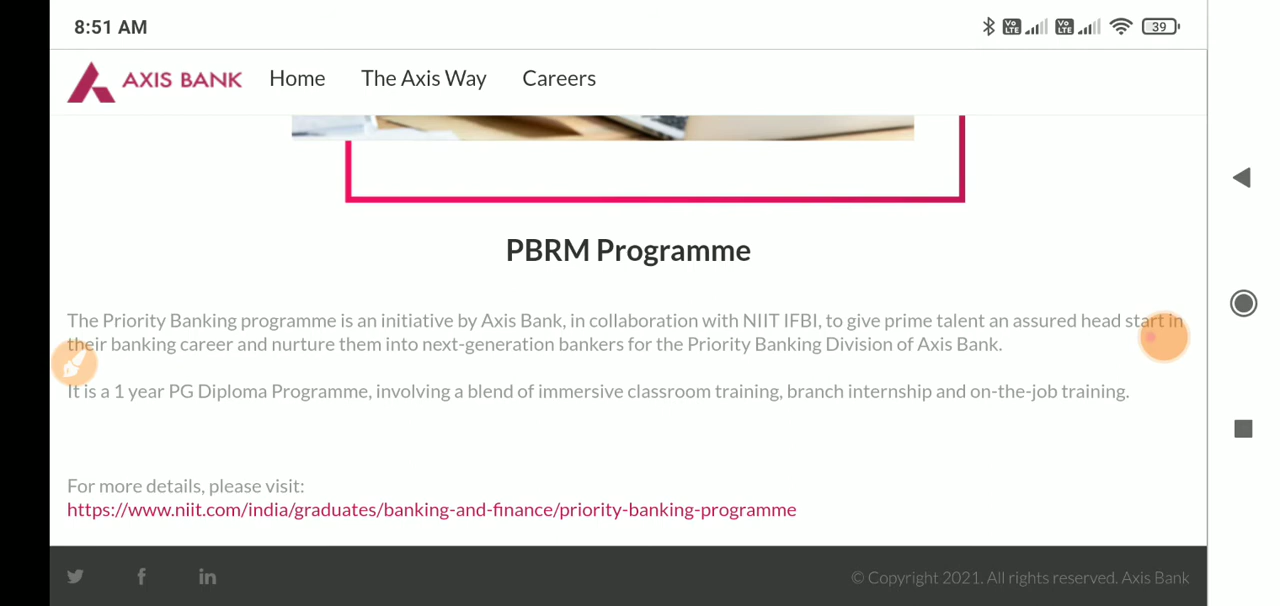 8:51 AM
Vo LTE
Vo LTE
39
AXIS BANK Home The Axis Way Careers
PBRM Programme
The Priority Banking programme is an initiative by Axis Bank, in collaboration with NIIT IFBI, to give prime talent an assured head start in
their banking career and nurture them into next-generation bankers for the Priority Banking Division of Axis Bank.
It is a 1 year PG Diploma Programme, involving a blend of immersive classroom training, branch internship and on-the-job training.
For more details, please visit:
https://www.niit.com/india/graduates/banking-and-finance/priority-banking-programme
© Copyright 2021. All rights reserved. Axis Bank